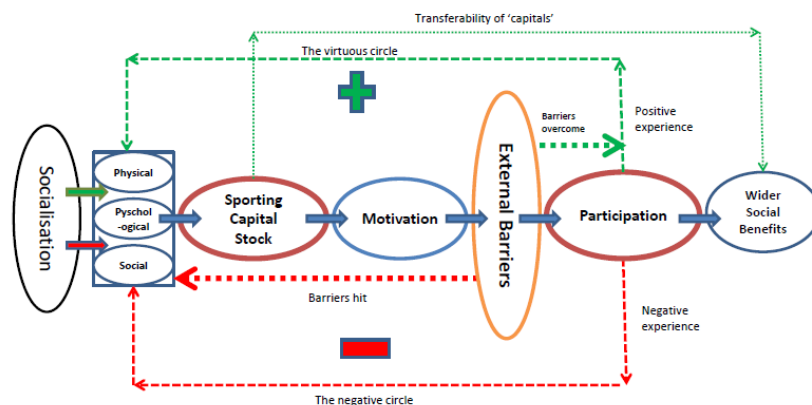 Transferability of ‘capitals’
The virtuous circle
Barriers
overcome
Positive
experience
Socialisation
Physical
Pyschol
-ogical
Social
Sporting
Capital
Stock
Motivation
External Barriers
Participation
Wider
Social
Benefits
Barriers hit
Negative
experience
The negative circle